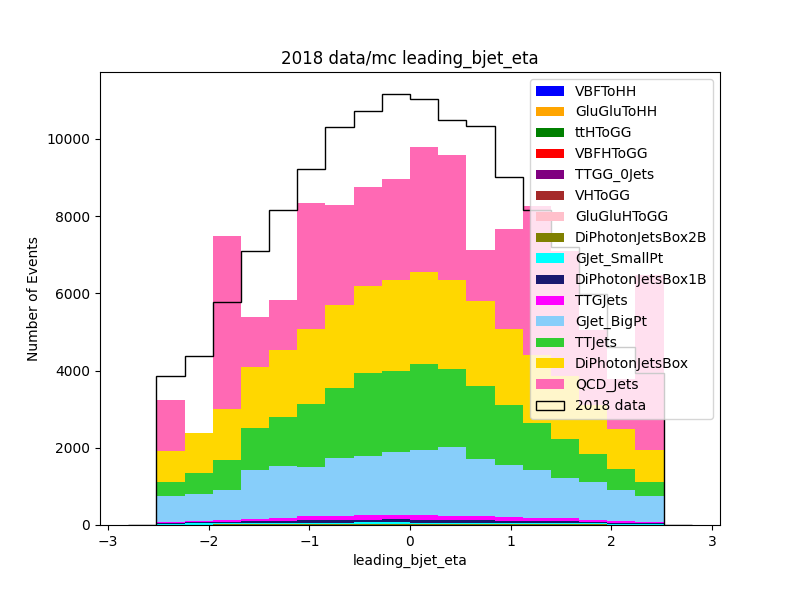 2018 data/mc leading_bjet_eta
Number of Events
10000
8000
6000
4000
2000
0
−3
−2
−1
0
1
2
3
leading_bjet_eta
VBFToHH
GluGluToHH
ttHToGG
VBFHToGG
TTGG_0Jets
VHToGG
GluGluHToGG
DiPhotonJetsBox2B
GJet_SmallPt
DiPhotonJetsBox1B
TTGJets
GJet_BigPt
TTJets
DiPhotonJetsBox
QCD_Jets
2018 data